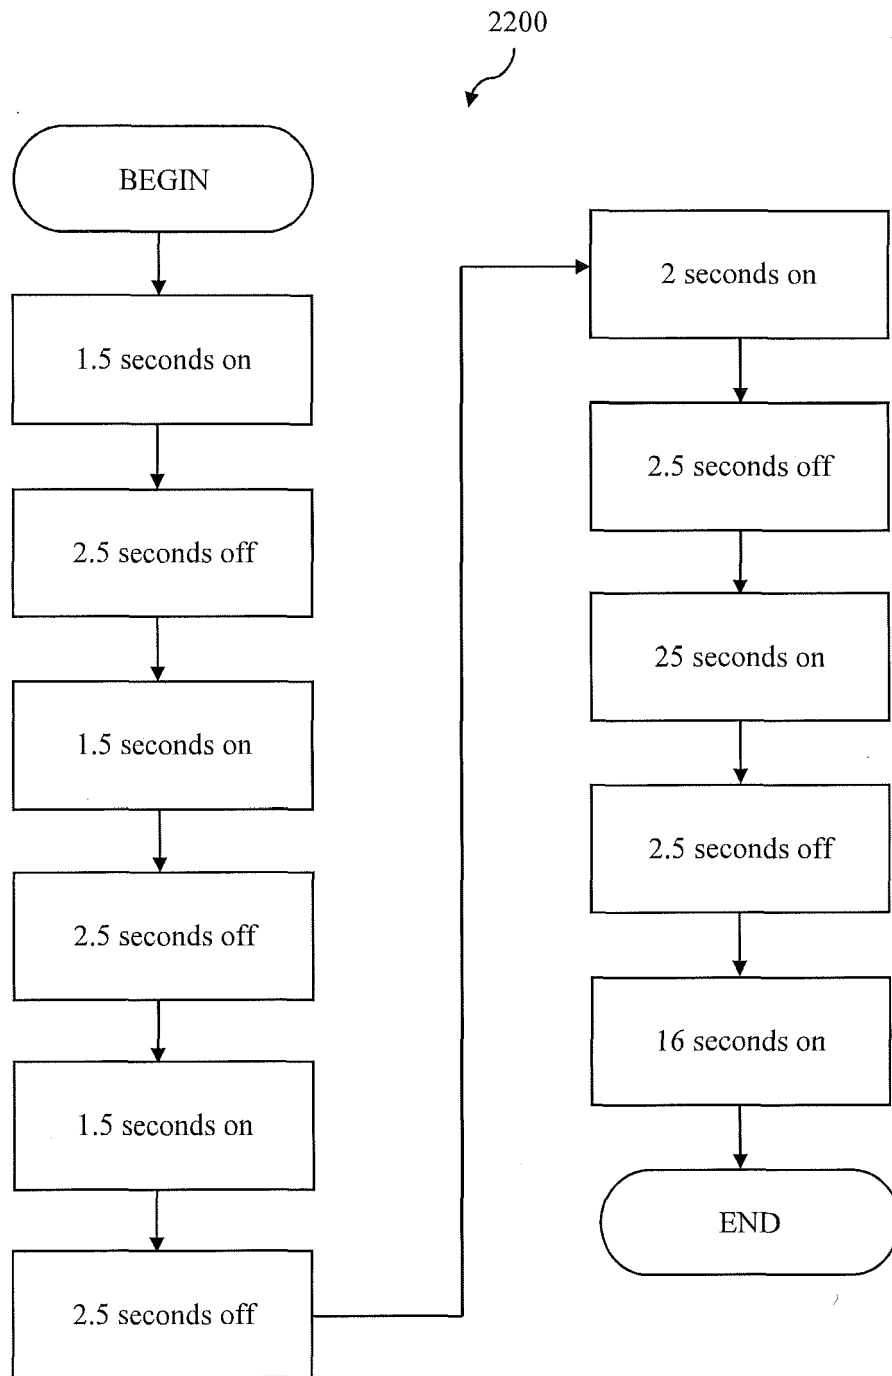 2200
BEGIN
1.5 seconds on
2.5 seconds off
1.5 seconds on
2.5 seconds off
1.5 seconds on
2.5 seconds off
2 seconds on
2.5 seconds off
25 seconds on
2.5 seconds off
16 seconds on
END